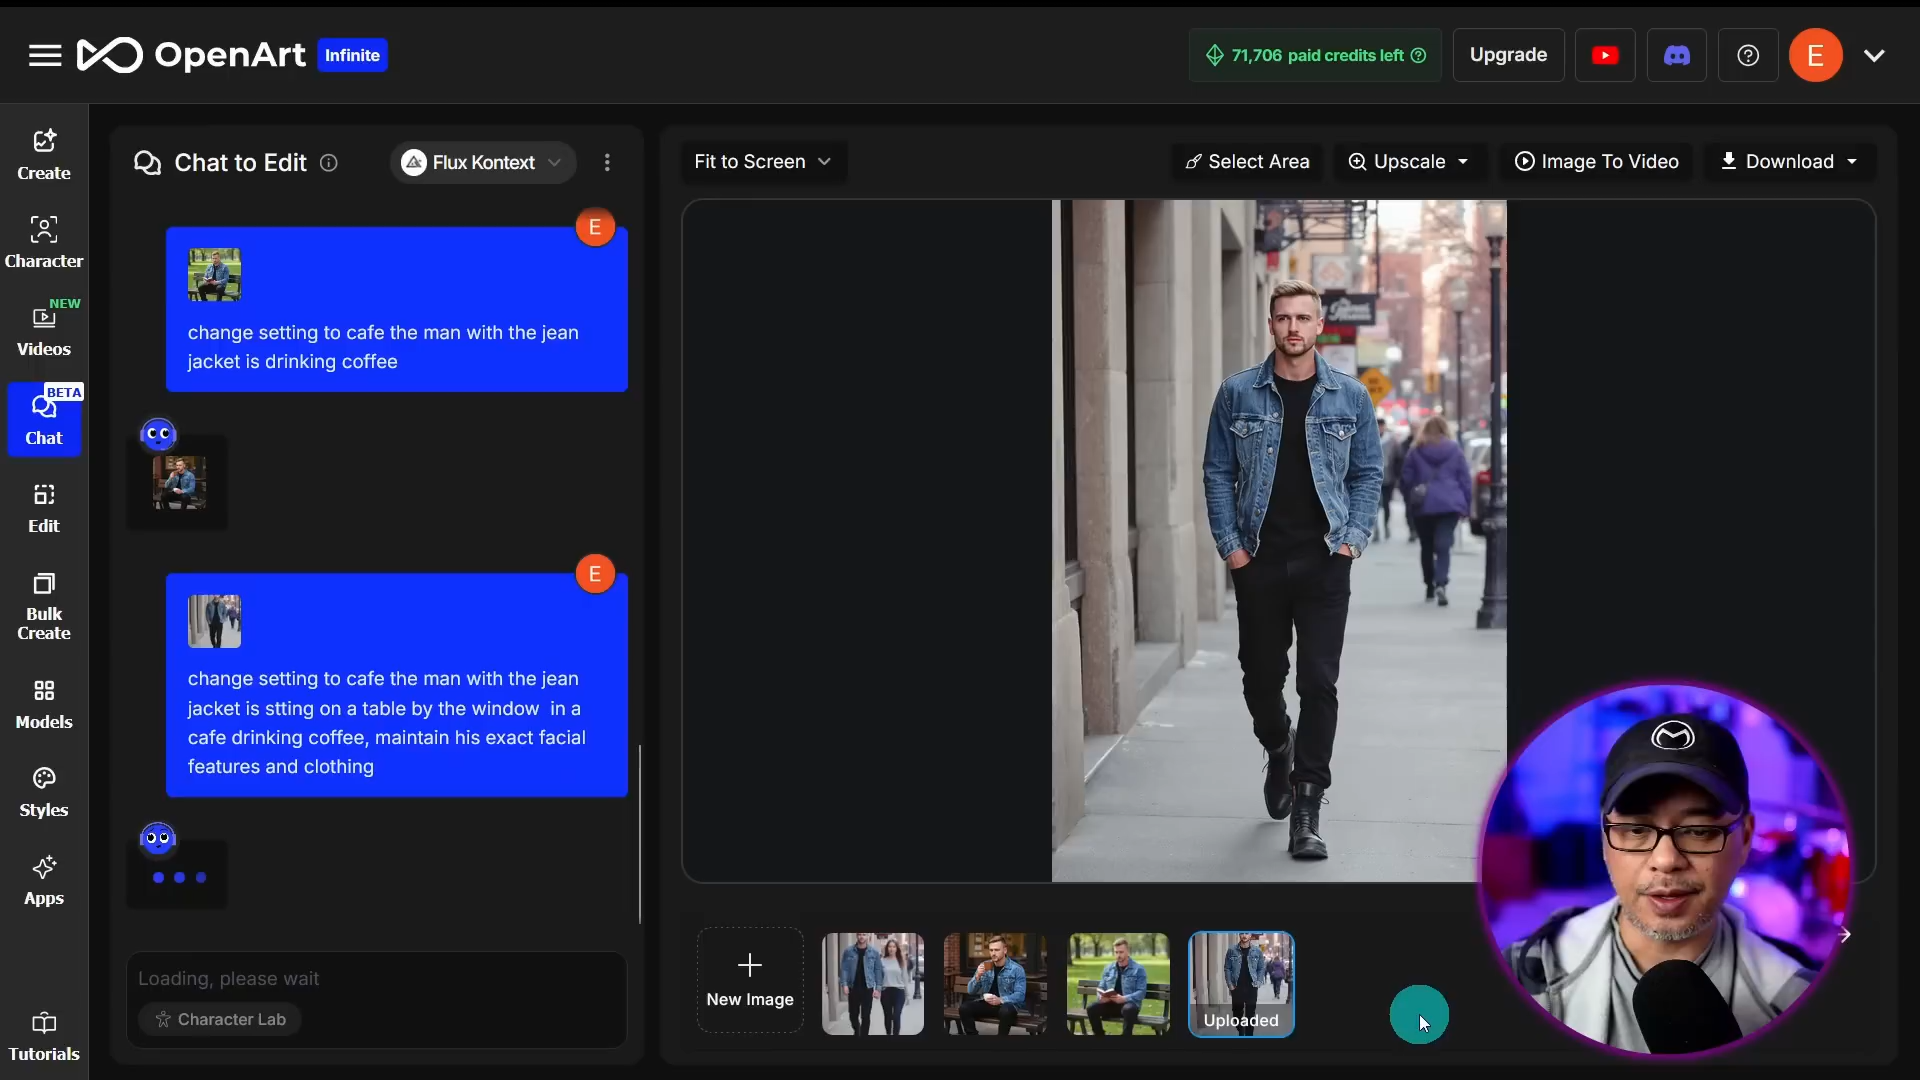 OpenArt
Infinite
71,706 paid credits left
Upgrade
E
Create
Character
NEW
Videos
BETA
Chat
Edit
Bulk
Create
Models
Styles
Apps
Tutorials
Chat to Edit
Flux Kontext
E
change setting to cafe the man with the jean
jacket is drinking coffee
E
change setting to cafe the man with the jean
jacket is stting on a table by the window  in a
cafe drinking coffee, maintain his exact facial
features and clothing
Loading, please wait
Character Lab
Fit to Screen
Select Area
Upscale
Image To Video
Download
New Image
Uploaded